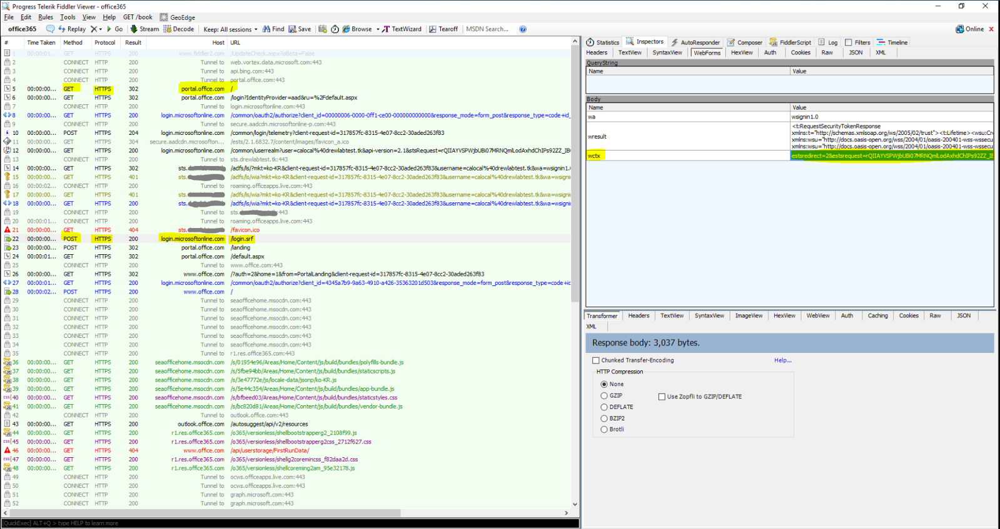 Progress Telerik Fiddler Viewer - office365
File Edit Rules Tools View Help GET /book GeoEdge
office365 Replay Go Stream Decode Keep: All sessions Find Save Browse TextWizard Tearoff MSDN Search... Online
# Time Taken Method Protocol Result Host URL
1 00:00:01... GET HTTPS 200 www.fiddler2.com /UpdateCheck.aspx?isBeta=False
2 CONNECT HTTP 200 Tunnel to web.vortex.data.microsoft.com:443
3 CONNECT HTTP 200 Tunnel to api.bing.com:443
4 CONNECT HTTP 200 Tunnel to portal.office.com:443
5 00:00:00... GET HTTPS 302 portal.office.com /
6 00:00:00... GET HTTPS 302 portal.office.com /login?IdentityProvider=aad&ru=%2Fdefault.aspx
7 CONNECT HTTP 200 Tunnel to login.microsoftonline.com:443
8 00:00:00... GET HTTPS 200 login.microsoftonline.com /common/oauth2/authorize?client_id=00000006-0000-0ff1-ce00-000000000000&response_mode=form_post&response_type=code+id_
9 CONNECT HTTP 200 Tunnel to secure.aadcdn.microsoftonline-p.com:443
10 00:00:00... POST HTTPS 204 login.microsoftonline.com /common/login/telemetry?client-request-id=317857fc-8315-4e07-8cc2-30aded263f83
11 00:00:00... GET HTTPS 304 secure.aadcdn.microsofton... /ests/2.1.6832.7/content/images/favicon_a.ico
12 00:00:00... GET HTTPS 200 login.microsoftonline.com /common/userrealm?user=calocal%40drewlabtest.tk&api-version=2.1&stsRequest=rQIIAYVSPWjbUBi07MRNQmLodAxhdChIPs92ZZ_IB
13 CONNECT HTTP 200 Tunnel to sts.drewlabtest.tk:443
14 00:00:00... GET HTTPS 302 sts. /adfs/ls/?mkt=ko-KR&client-request-id=317857fc-8315-4e07-8cc2-30aded263f83&username=calocal%40drewlabtest.tk&wa=wsignin1.
15 00:00:00... GET HTTPS 401 sts. /adfs/ls/wia?mkt=ko-KR&client-request-id=317857fc-8315-4e07-8cc2-30aded263f83&username=calocal%40drewlabtest.tk&wa=wsignin
16 00:00:02... CONNECT HTTP 200 Tunnel to roaming.officeapps.live.com:443
17 00:00:00... GET HTTPS 401 sts. /adfs/ls/wia?mkt=ko-KR&client-request-id=317857fc-8315-4e07-8cc2-30aded263f83&username=calocal%40drewlabtest.tk&wa=wsignin
18 00:00:00... GET HTTPS 200 sts. /adfs/ls/wia?mkt=ko-KR&client-request-id=317857fc-8315-4e07-8cc2-30aded263f83&username=calocal%40drewlabtest.tk&wa=wsignin
19 CONNECT HTTP 200 Tunnel to sts. :443
20 00:00:01... CONNECT HTTP 200 Tunnel to roaming.officeapps.live.com:443
21 00:00:00... GET HTTPS 404 sts. /favicon.ico
22 00:00:00... POST HTTPS 200 login.microsoftonline.com /login.srf
23 00:00:00... POST HTTPS 302 portal.office.com /landing
24 00:00:01... GET HTTPS 302 portal.office.com /default.aspx
25 CONNECT HTTP 200 Tunnel to www.office.com:443
26 00:00:00... GET HTTPS 302 www.office.com /?auth=2&home=1&from=PortalLanding&client-request-id=317857fc-8315-4e07-8cc2-30aded263f83
27 00:00:01... GET HTTPS 200 login.microsoftonline.com /common/oauth2/authorize?client_id=4345a7b9-9a63-4910-a426-35363201d503&response_mode=form_post&response_type=code+ic
28 00:00:02... POST HTTPS 200 www.office.com /
29 CONNECT HTTP 200 Tunnel to seaofficehome.msocdn.com:443
30 CONNECT HTTP 200 Tunnel to seaofficehome.msocdn.com:443
31 CONNECT HTTP 200 Tunnel to seaofficehome.msocdn.com:443
32 CONNECT HTTP 200 Tunnel to seaofficehome.msocdn.com:443
33 CONNECT HTTP 200 Tunnel to seaofficehome.msocdn.com:443
34 CONNECT HTTP 200 Tunnel to seaofficehome.msocdn.com:443
35 CONNECT HTTP 200 Tunnel to r1.res.office365.com:443
36 00:00:00... GET HTTPS 200 seaofficehome.msocdn.com /s/01954e96/Areas/Home/Content/js/build/bundles/polyfills-bundle.js
37 00:00:00... GET HTTPS 200 seaofficehome.msocdn.com /s/5fbe94bb/Areas/Home/Content/js/build/bundles/staticscripts.js
38 00:00:00... GET HTTPS 200 seaofficehome.msocdn.com /s/3e47772e/js/locale-data/jsonp/ko-KR.js
39 00:00:00... GET HTTPS 200 seaofficehome.msocdn.com /s/5e44c354/Areas/Home/Content/js/build/bundles/app-bundle.js
40 00:00:00... GET HTTPS 200 seaofficehome.msocdn.com /s/bfbeed03/Areas/Home/Content/js/build/bundles/staticstyles.css
41 00:00:00... GET HTTPS 200 seaofficehome.msocdn.com /s/bc820d81/Areas/Home/Content/js/build/bundles/vendor-bundle.js
42 CONNECT HTTP 200 Tunnel to outlook.office.com:443
43 00:00:00... GET HTTPS 200 outlook.office.com /autosuggest/api/v2/resources
44 00:00:00... GET HTTPS 200 r1.res.office365.com /o365/versionless/shellbootstrapperg2_2108f99.js
45 00:00:00... GET HTTPS 200 r1.res.office365.com /o365/versionless/shellbootstrapperg2css_2712f627.css
46 00:00:00... GET HTTPS 404 www.office.com /api/userstorage/FirstRunData/
47 00:00:00... GET HTTPS 200 r1.res.office365.com /o365/versionless/shellg2coremincss_f82daa2d.css
48 00:00:00... GET HTTPS 200 r1.res.office365.com /o365/versionless/shellcoreming2am_95e32178.js
49 CONNECT HTTP 200 Tunnel to ocws.officeapps.live.com:443
50 CONNECT HTTP 200 Tunnel to ocws.officeapps.live.com:443
51 CONNECT HTTP 200 Tunnel to graph.microsoft.com:443
52 CONNECT HTTP 200 Tunnel to graph.microsoft.com:443
[QuickExec] ALT+Q > type HELP to learn more
Statistics Inspectors AutoResponder Composer FiddlerScript Log Filters Timeline
Headers TextView SyntaxView WebForms HexView Auth Cookies Raw JSON XML
QueryString
Name Value
Body
Name Value
wa wsignin1.0
wresult
<t:RequestSecurityTokenResponse
xmlns:t="http://schemas.xmlsoap.org/ws/2005/02/trust"><t:Lifetime><wsu:Cre
xmlns:wsu="http://docs.oasis-open.org/wss/2004/01/oasis-200401-wss-wssecu
xmlns:wsu="http://docs.oasis-open.org/wss/2004/01/oasis-200401-wss-wssecu
wctx estsredirect=2&estsrequest=rQIIAYVSPWjbUBi07MRNQmLodAxhdChIPs92ZZ_IE
Transformer Headers TextView SyntaxView ImageView HexView WebView Auth Caching Cookies Raw JSON
XML
Response body: 3,037 bytes.
Chunked Transfer-Encoding Help...
HTTP Compression
None
GZIP Use Zopfli to GZIP/DEFLATE
DEFLATE
BZIP2
Brotli